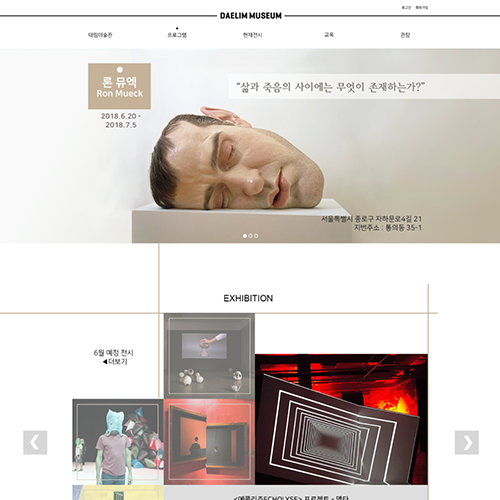 로그인 회원가입
DAELIM MUSEUM
대림미술관 프로그램 현재전시 교육 관람
론 뮤엑
Ron Mueck
2018.6.20 -
2018.7.5
"삶과 죽음의 사이에는 무엇이 존재하는가?"
서울특별시 종로구 자하문로4길 21
지번주소 : 통의동 35-1
EXHIBITION
6월 예정 전시
◀더보기
<에콜리즈ECHOLYSE> 프로젝트 - 델타